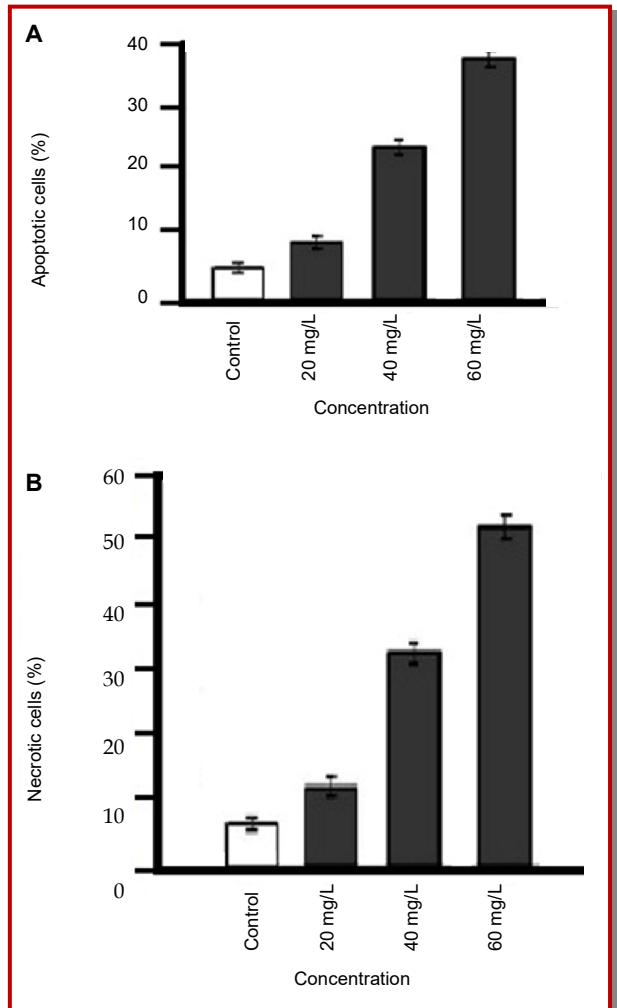 A
40
30
20
10
0
Apoptotic cells (%)
Control
20 mg/L
40 mg/L
60 mg/L
Concentration
B
60
50
40
30
20
10
0
Necrotic cells (%)
Control
20 mg/L
40 mg/L
60 mg/L
Concentration